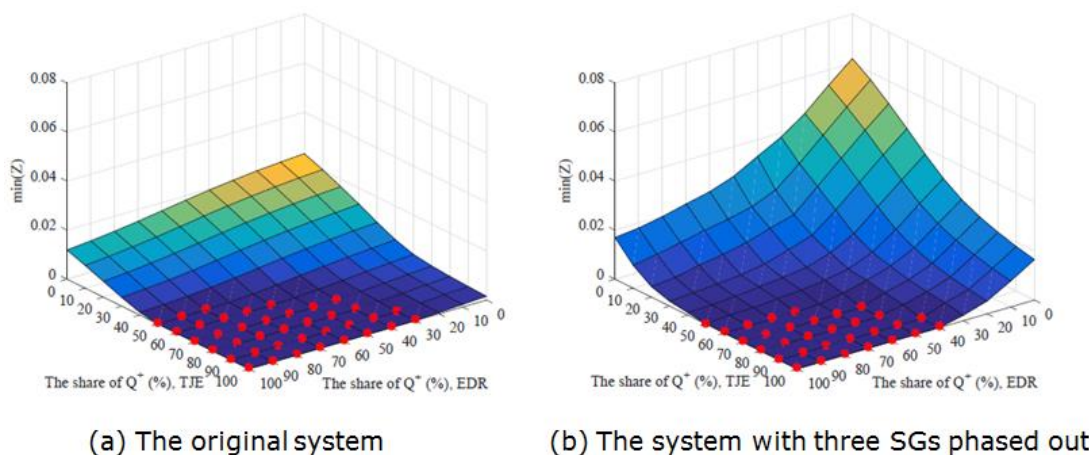 0.08
0.06
0.04
0.02
0
min(Z)
0 10 20 30 40 50 60 70 80 90 100
100 90 80 70 60 50 40 30 20 10 0
The share of Q⁺ (%), TJE
The share of Q⁺ (%), EDR
(a) The original system
0.08
0.06
0.04
0.02
0
min(Z)
0 10 20 30 40 50 60 70 80 90 100
100 90 80 70 60 50 40 30 20 10 0
The share of Q⁺ (%), TJE
The share of Q⁺ (%), EDR
(b) The system with three SGs phased out